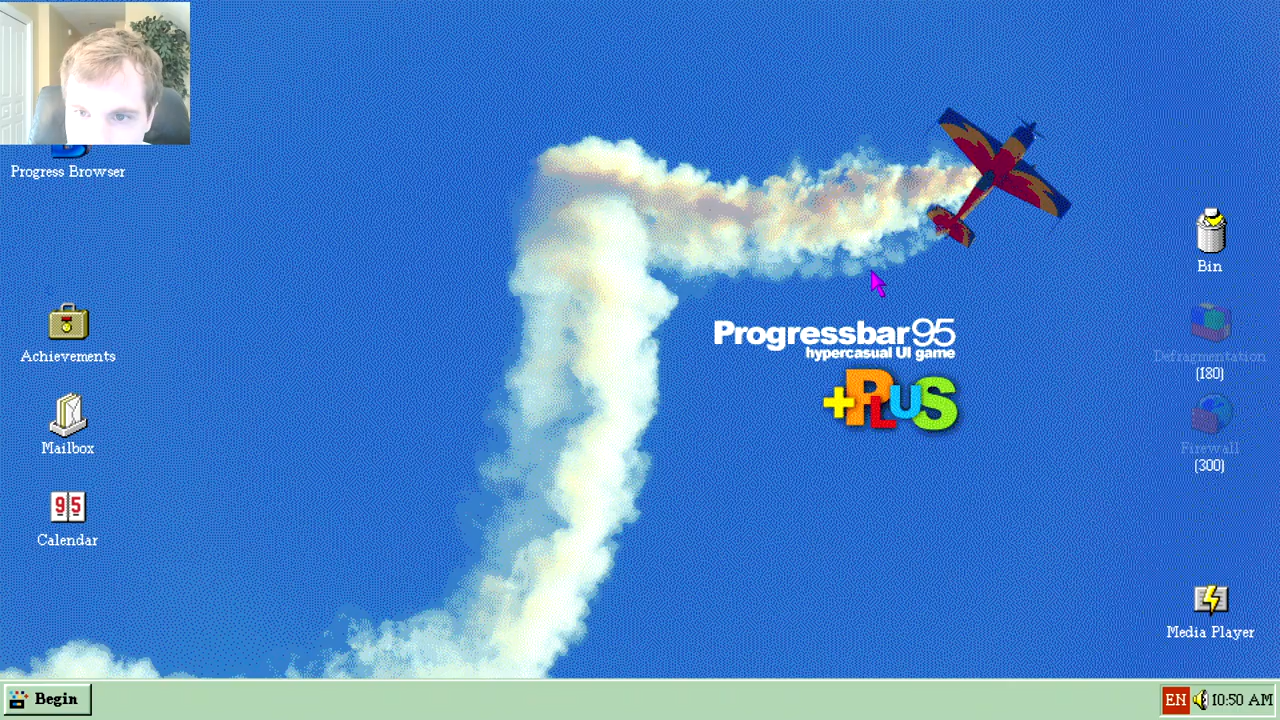 Progress Browser
Achievements
Mailbox
95
Calendar
Progressbar95
hypercasual UI game
+PLUS
Bin
Defragmentation
(180)
Firewall
(300)
Media Player
Begin
EN 10:50 AM